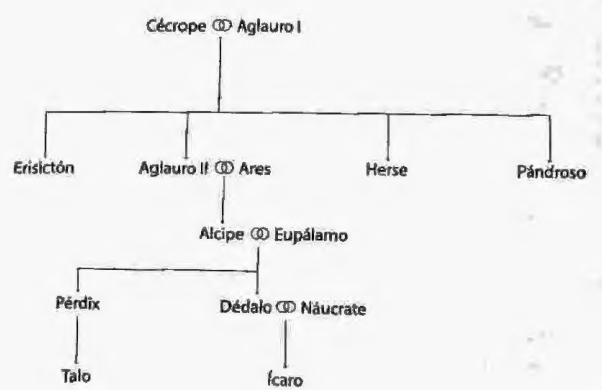 Cécrope ⚭ Aglauro I
Erisictón Aglauro II ⚭ Ares Herse Pándroso
Alcipe ⚭ Eupálamo
Pérdix Dédalo ⚭ Náucrate
Talo Ícaro